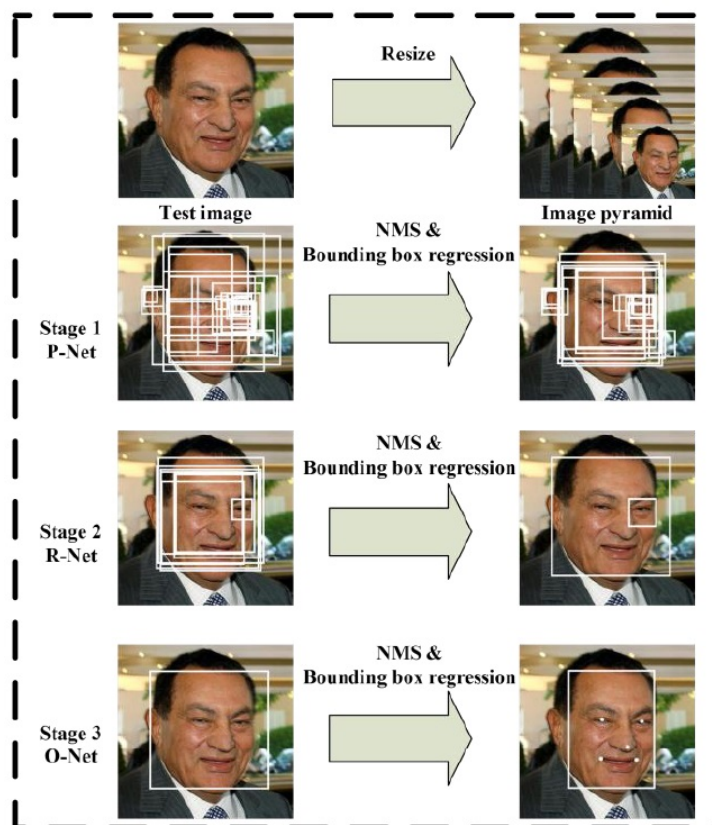 Resize
Test image
Image pyramid
NMS &
Bounding box regression
Stage 1
P-Net
NMS &
Bounding box regression
Stage 2
R-Net
NMS &
Bounding box regression
Stage 3
O-Net